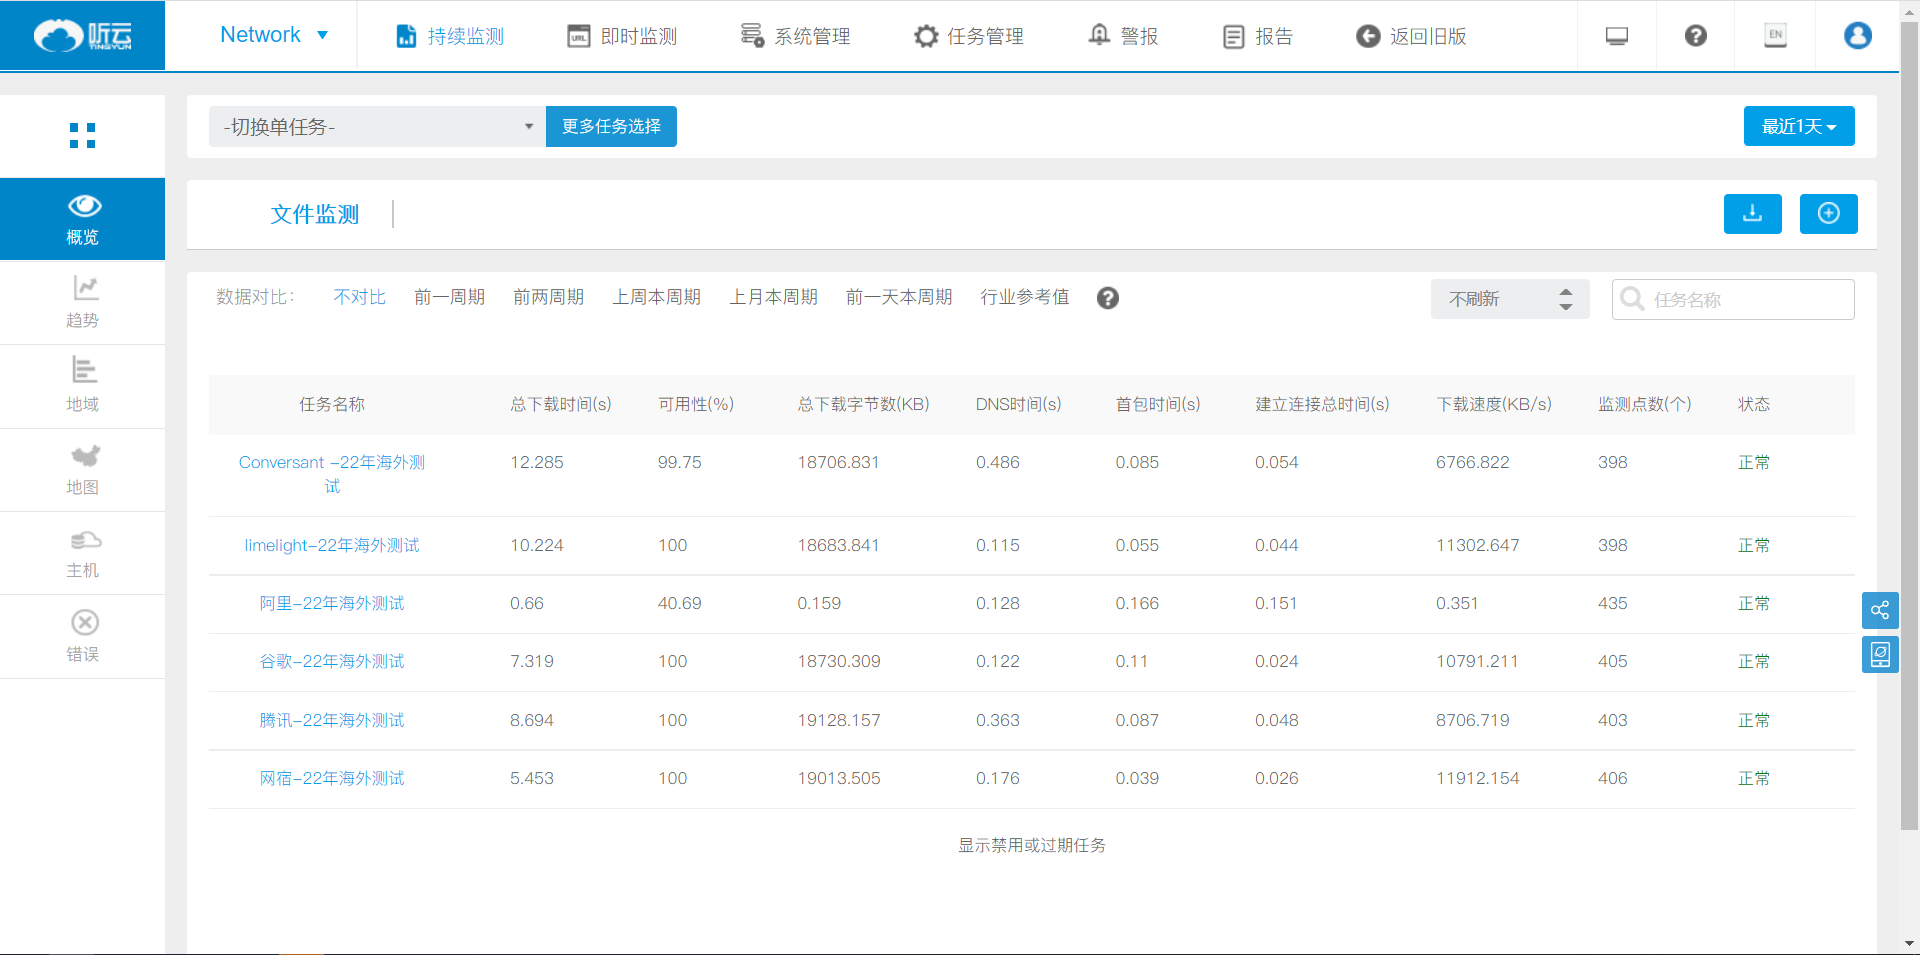 听云
TINGYUN
Network
持续监测
URL
即时监测
系统管理
任务管理
警报
报告
返回旧版
EN
概览
趋势
地域
地图
主机
错误
-切换单任务-
更多任务选择
最近1天
文件监测
数据对比：
不对比
前一周期
前两周期
上周本周期
上月本周期
前一天本周期
行业参考值
?
不刷新
任务名称
任务名称 总下载时间(s) 可用性(%) 总下载字节数(KB) DNS时间(s) 首包时间(s) 建立连接总时间(s) 下载速度(KB/s) 监测点数(个) 状态
Conversant -22年海外测 12.285 99.75 18706.831 0.486 0.085 0.054 6766.822 398 正常
试
limelight-22年海外测试 10.224 100 18683.841 0.115 0.055 0.044 11302.647 398 正常
阿里-22年海外测试 0.66 40.69 0.159 0.128 0.166 0.151 0.351 435 正常
谷歌-22年海外测试 7.319 100 18730.309 0.122 0.11 0.024 10791.211 405 正常
腾讯-22年海外测试 8.694 100 19128.157 0.363 0.087 0.048 8706.719 403 正常
网宿-22年海外测试 5.453 100 19013.505 0.176 0.039 0.026 11912.154 406 正常
显示禁用或过期任务